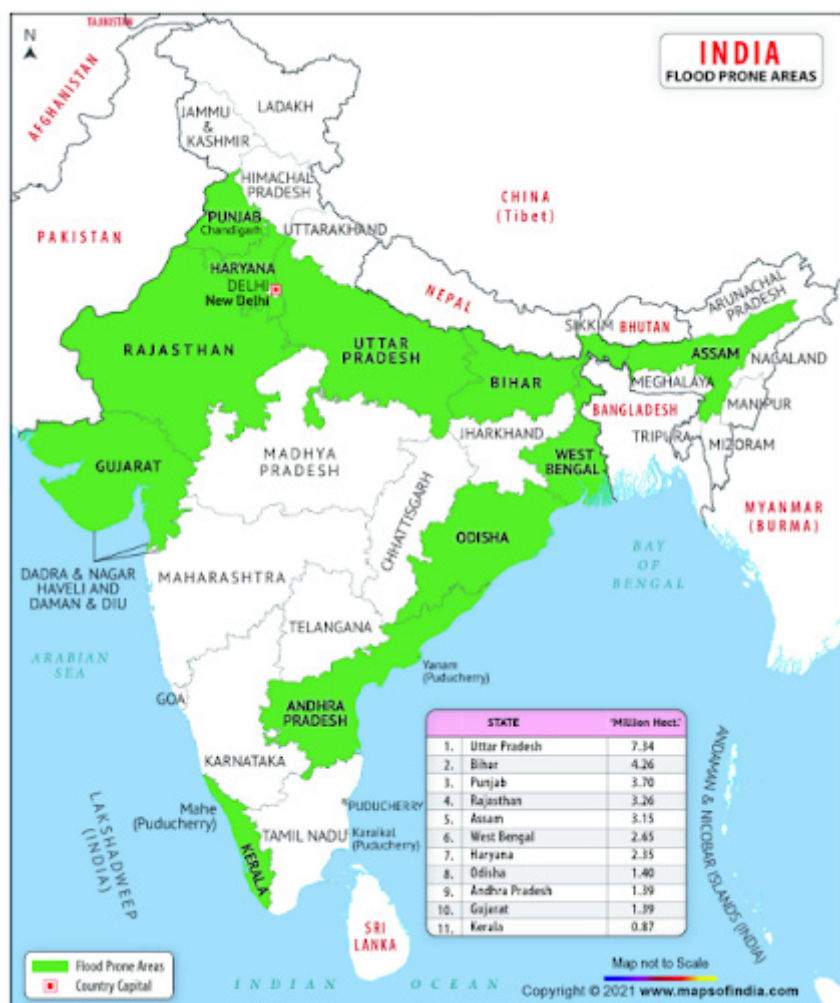 TAJIKISTAN
N
INDIA
FLOOD PRONE AREAS
AFGHANISTAN
LADAKH
JAMMU
&
KASHMIR
HIMACHAL
PRADESH
CHINA
(Tibet)
PUNJAB
Chandigarh
PAKISTAN
UTTARAKHAND
HARYANA
DELHI
New Delhi
NEPAL
ARUNACHAL
PRADESH
SIKKIM
BHUTAN
RAJASTHAN
UTTAR
PRADESH
ASSAM
NAGALAND
BIHAR
MEGHALAYA
MANIPUR
BANGLADESH
JHARKHAND
TRIPURA
MIZORAM
GUJARAT
MADHYA
PRADESH
WEST
BENGAL
CHHATTISGARH
MYANMAR
(BURMA)
ODISHA
BAY
OF
BENGAL
DADRA & NAGAR
HAVELI AND
DAMAN & DIU
MAHARASHTRA
TELANGANA
ARABIAN
SEA
Yanam
(Puducherry)
GOA
ANDHRA
PRADESH
KARNATAKA
STATE 'Million Hect.'
1. Uttar Pradesh 7.34
2. Bihar 4.26
3. Punjab 3.70
4. Rajasthan 3.26
5. Assam 3.15
6. West Bengal 2.65
7. Haryana 2.35
8. Odisha 1.40
9. Andhra Pradesh 1.39
10. Gujarat 1.39
11. Kerala 0.87
ANDAMAN & NICOBAR ISLANDS (INDIA)
LAKSHADWEEP
(INDIA)
Mahe
(Puducherry)
PUDUCHERRY
TAMIL NADU
Karaikal
(Puducherry)
KERALA
SRI
LANKA
Flood Prone Areas
Country Capital
INDIAN OCEAN
Map not to Scale
Copyright © 2021 www.mapsofindia.com